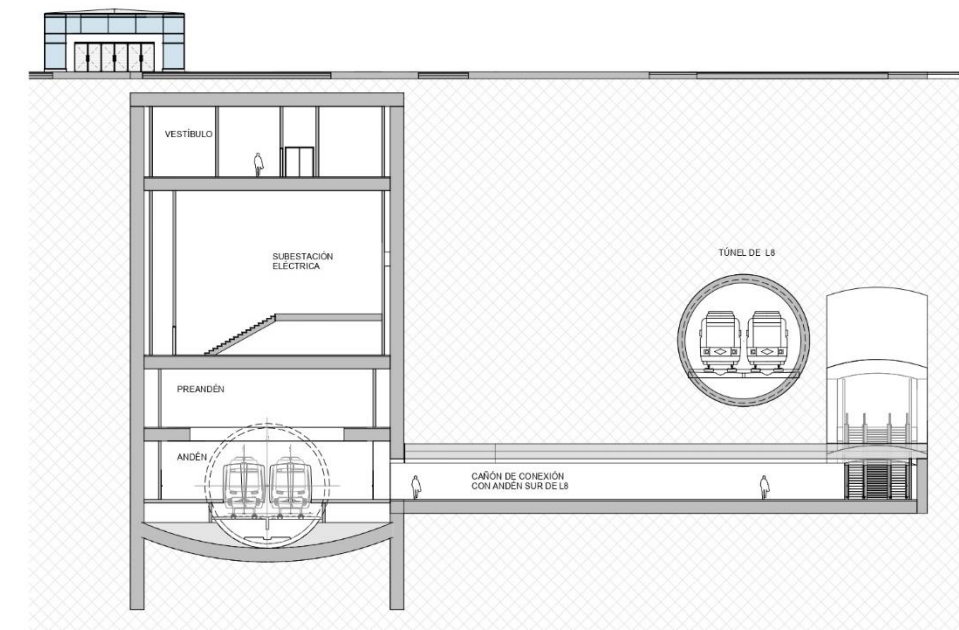 VESTÍBULO
SUBESTACIÓN
ELÉCTRICA
TÚNEL DE L8
PREANDÉN
ANDÉN
CAÑÓN DE CONEXIÓN
CON ANDÉN SUR DE L8